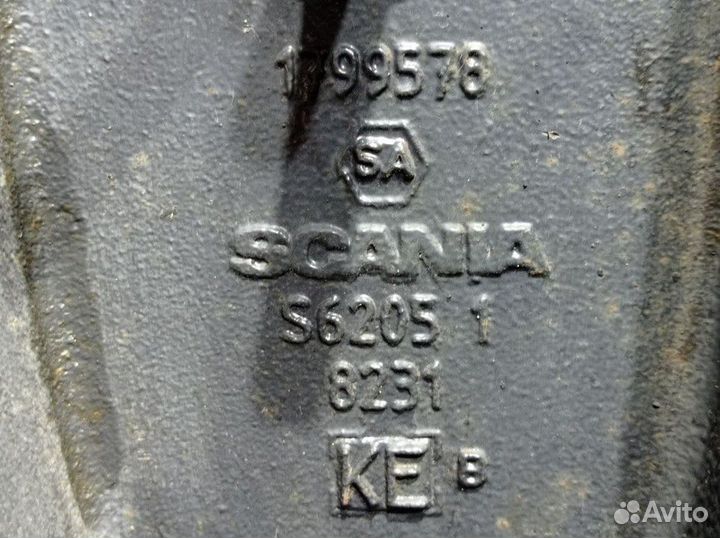 1799578
SA
SCANIA
S6205 1
8231
KE B
Avito